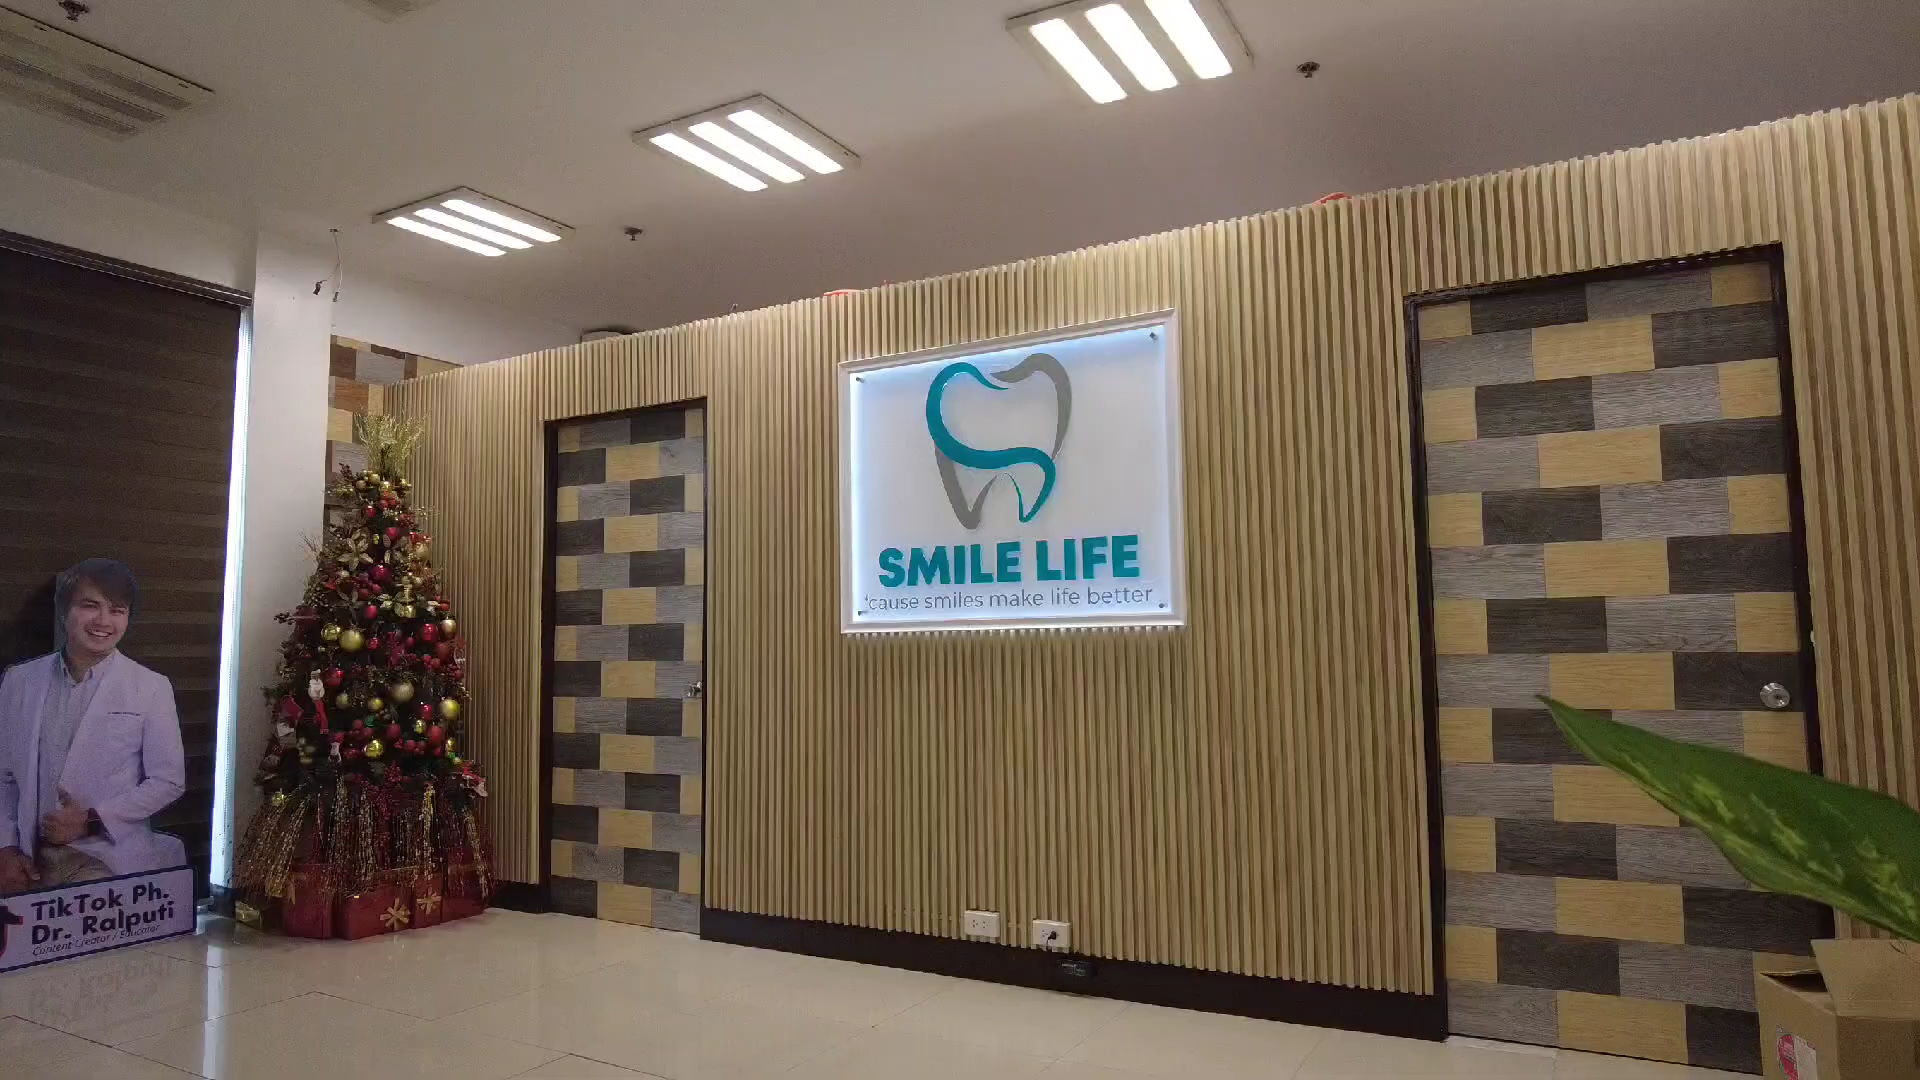 SMILE LIFE
'cause smiles make life better
TikTok Ph.
Dr. Ralputi
Content Creator / Educator